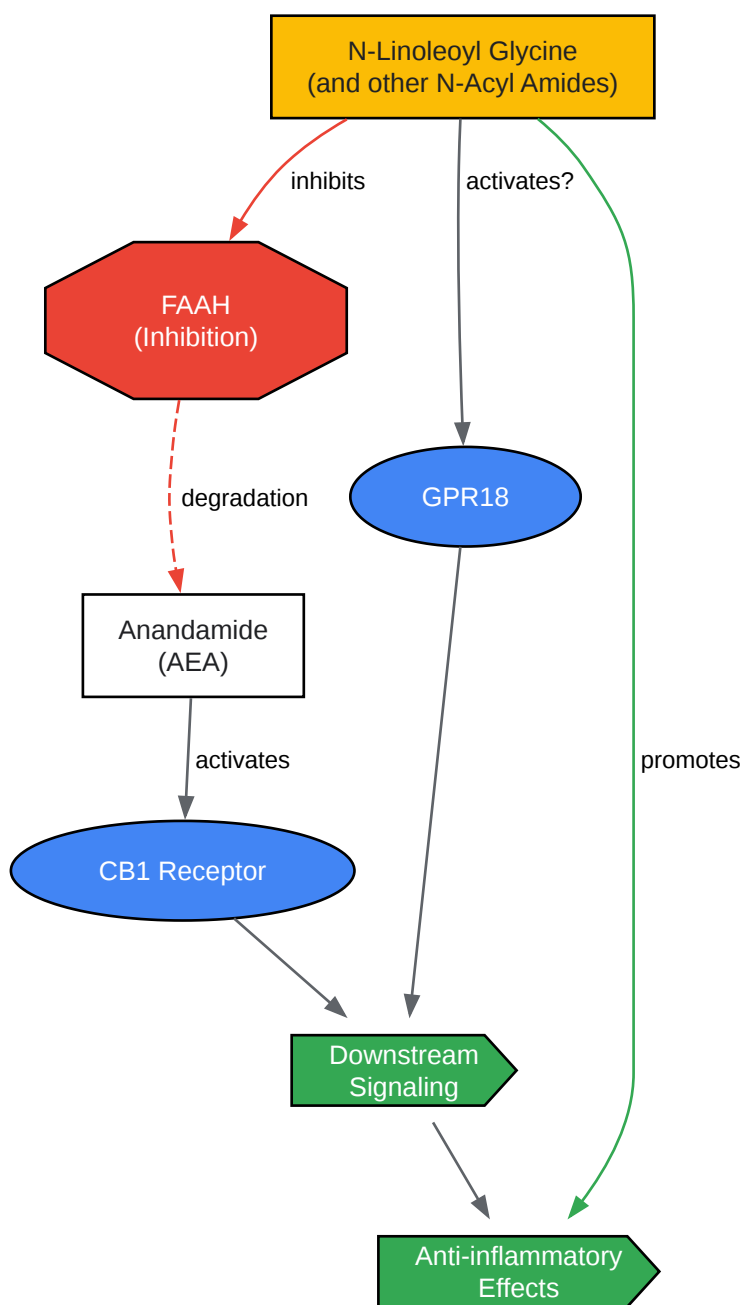 N-Linoleoyl Glycine
(and other N-Acyl Amides)
inhibits
activates?
FAAH
(Inhibition)
degradation
GPR18
Anandamide
(AEA)
activates
promotes
CB1 Receptor
Downstream
Signaling
Anti-inflammatory
Effects